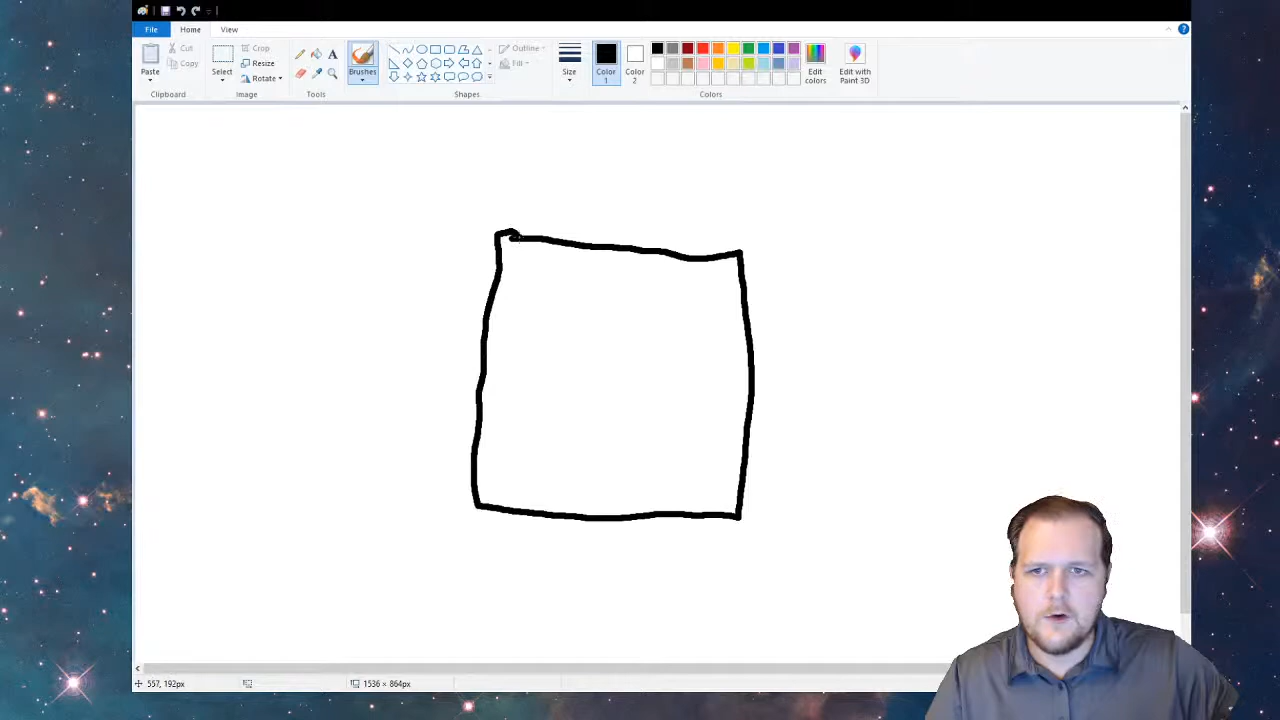 File Home View
Cut Crop Outline
Paste Copy Select Resize Brushes Fill Size Color Color Edit Edit with
Rotate 1 2 colors Paint 3D
Clipboard Image Tools Shapes Colors
557, 192px 1536 × 864px